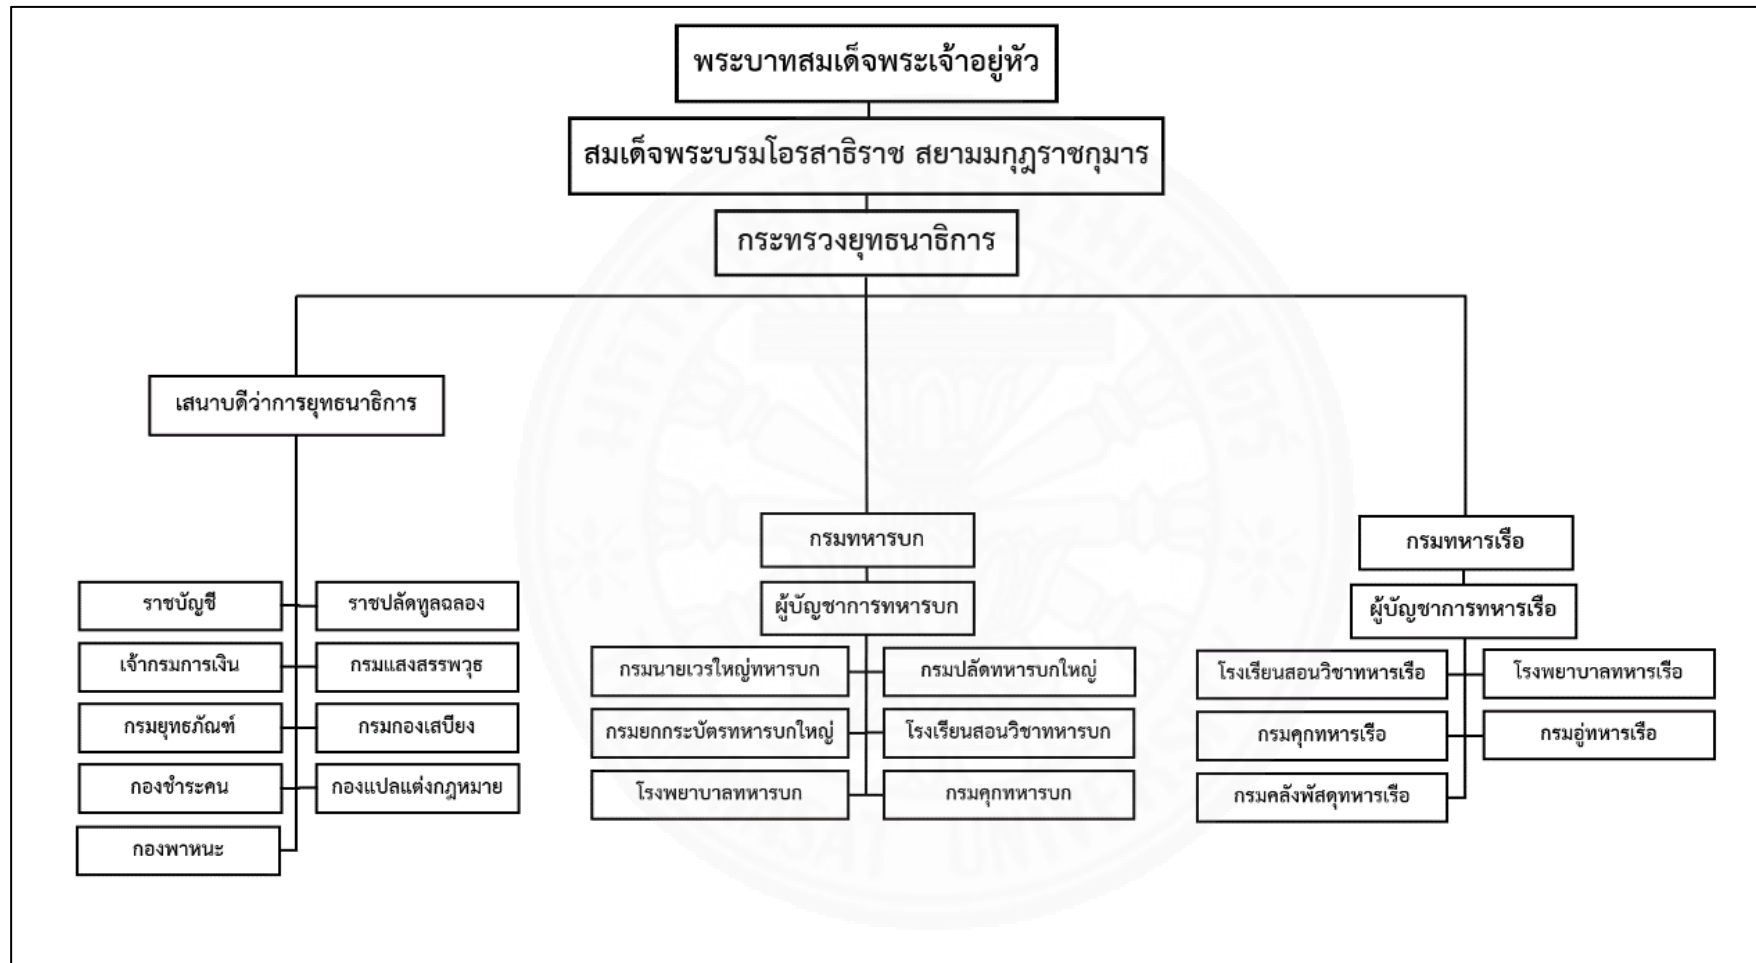 พระบาทสมเด็จพระเจ้าอยู่หัว
สมเด็จพระบรมโอรสาธิราช สยามมกุฎราชกุมาร
กระทรวงยุทธนาธิการ
เสนาบดีว่าการยุทธนาธิการ
ราชบัญชี
ราชปลัดทูลฉลอง
เจ้ากรมการเงิน
กรมแสงสรรพวุธ
กรมยุทธภัณฑ์
กรมกองเสบียง
กองชำระคน
กองแปลแต่งกฎหมาย
กองพาหนะ
กรมทหารบก
ผู้บัญชาการทหารบก
กรมนายเวรใหญ่ทหารบก
กรมปลัดทหารบกใหญ่
กรมยกกระบัตรทหารบกใหญ่
โรงเรียนสอนวิชาทหารบก
โรงพยาบาลทหารบก
กรมคุกทหารบก
กรมทหารเรือ
ผู้บัญชาการทหารเรือ
โรงเรียนสอนวิชาทหารเรือ
โรงพยาบาลทหารเรือ
กรมคุกทหารเรือ
กรมอู่ทหารเรือ
กรมคลังพัสดุทหารเรือ